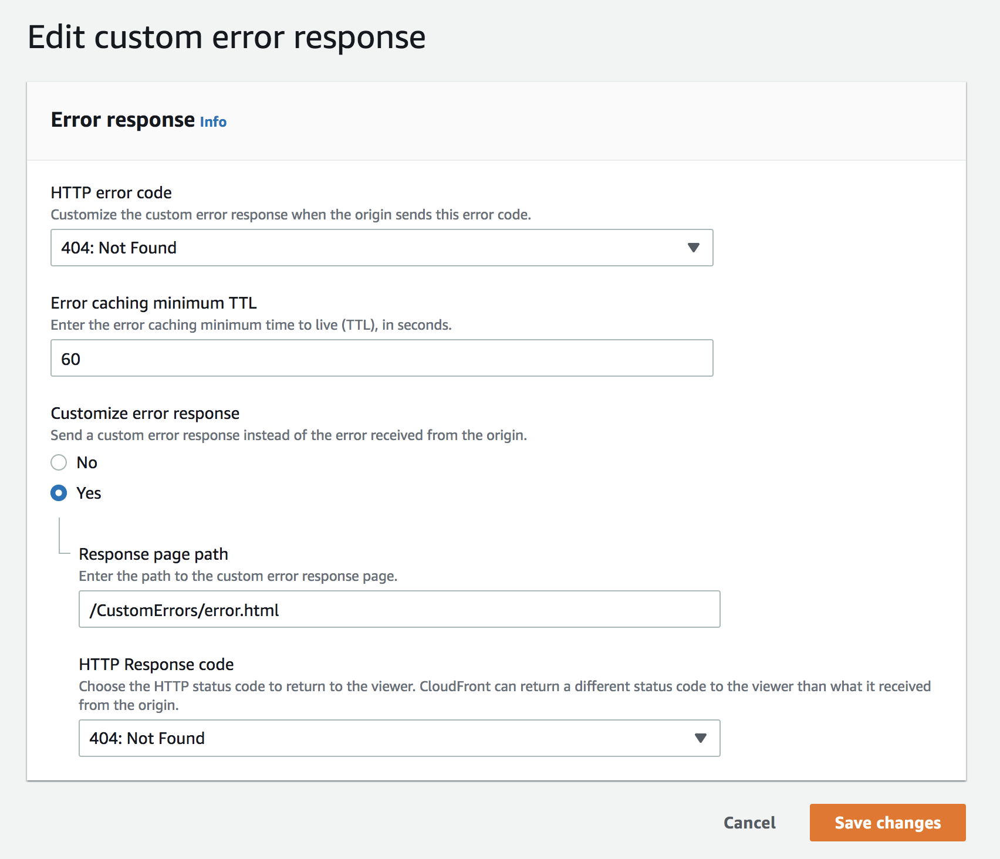 Edit custom error response
Error response Info
HTTP error code
Customize the custom error response when the origin sends this error code.
404: Not Found
Error caching minimum TTL
Enter the error caching minimum time to live (TTL), in seconds.
60
Customize error response
Send a custom error response instead of the error received from the origin.
No
Yes
Response page path
Enter the path to the custom error response page.
/CustomErrors/error.html
HTTP Response code
Choose the HTTP status code to return to the viewer. CloudFront can return a different status code to the viewer than what it received
from the origin.
404: Not Found
Cancel Save changes